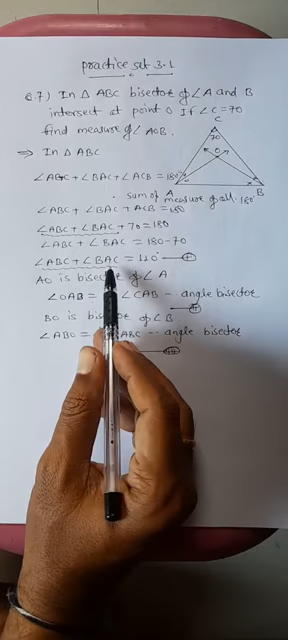 practice set 3.1
Q.7) In △ ABC bisector of ∠A and B
intersect at point O If ∠C = 70
find measure of ∠AOB.
C
70
O
A
B
⇒ In △ ABC
∠ABC + ∠BAC + ∠ACB = 180
sum of measure of all 180°
∠ABC + ∠BAC + ACB = 180
∠ABC + ∠BAC + 70 = 180
∠ABC + ∠BAC = 180 - 70
∠ABC + ∠BAC = 110°
AO is bisector of ∠A
∠OAB = ∠CAB - angle bisector
BO is bisector of ∠B
∠ABO = ∠ABC -- angle bisector